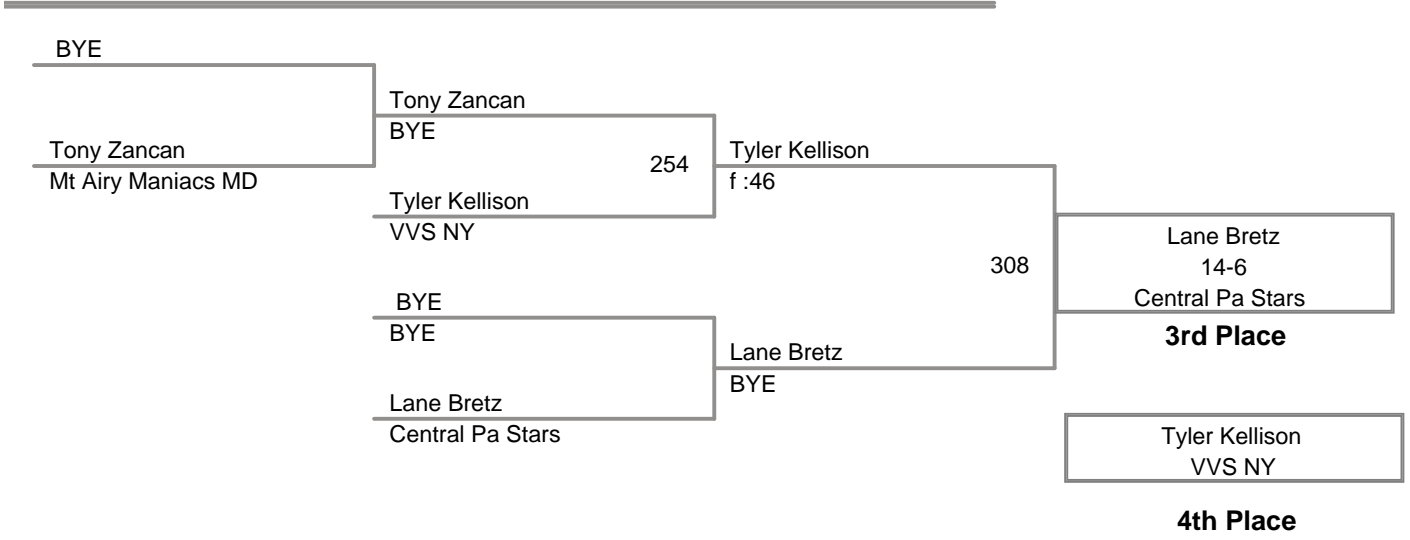 BYE
Tony Zancan
Mt Airy Maniacs MD
Tony Zancan
BYE
254
Tyler Kellison
VVS NY
BYE
BYE
Lane Bretz
Central Pa Stars
Tyler Kellison
f :46
308
Lane Bretz
BYE
Lane Bretz
14-6
Central Pa Stars
3rd Place
Tyler Kellison
VVS NY
4th Place